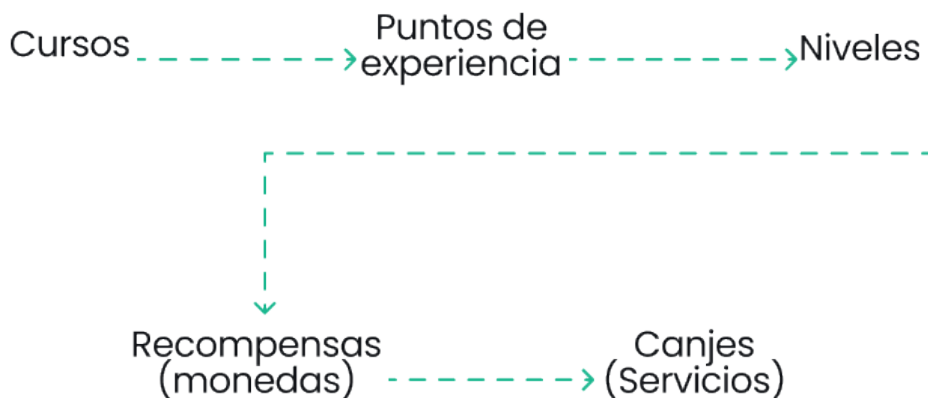 Cursos
Puntos de
experiencia
Niveles
Recompensas
(monedas)
Canjes
(Servicios)